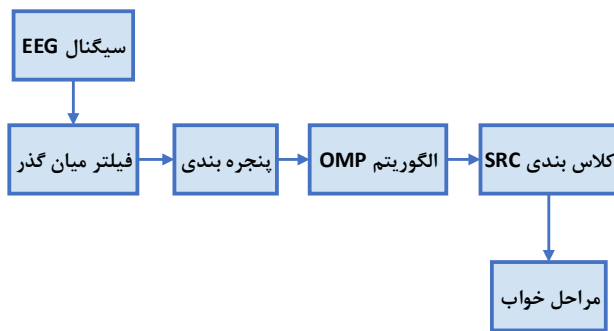 سیگنال EEG
فیلتر میان گذر
پنجره بندی
الگوریتم OMP
کلاس بندی SRC
مراحل خواب